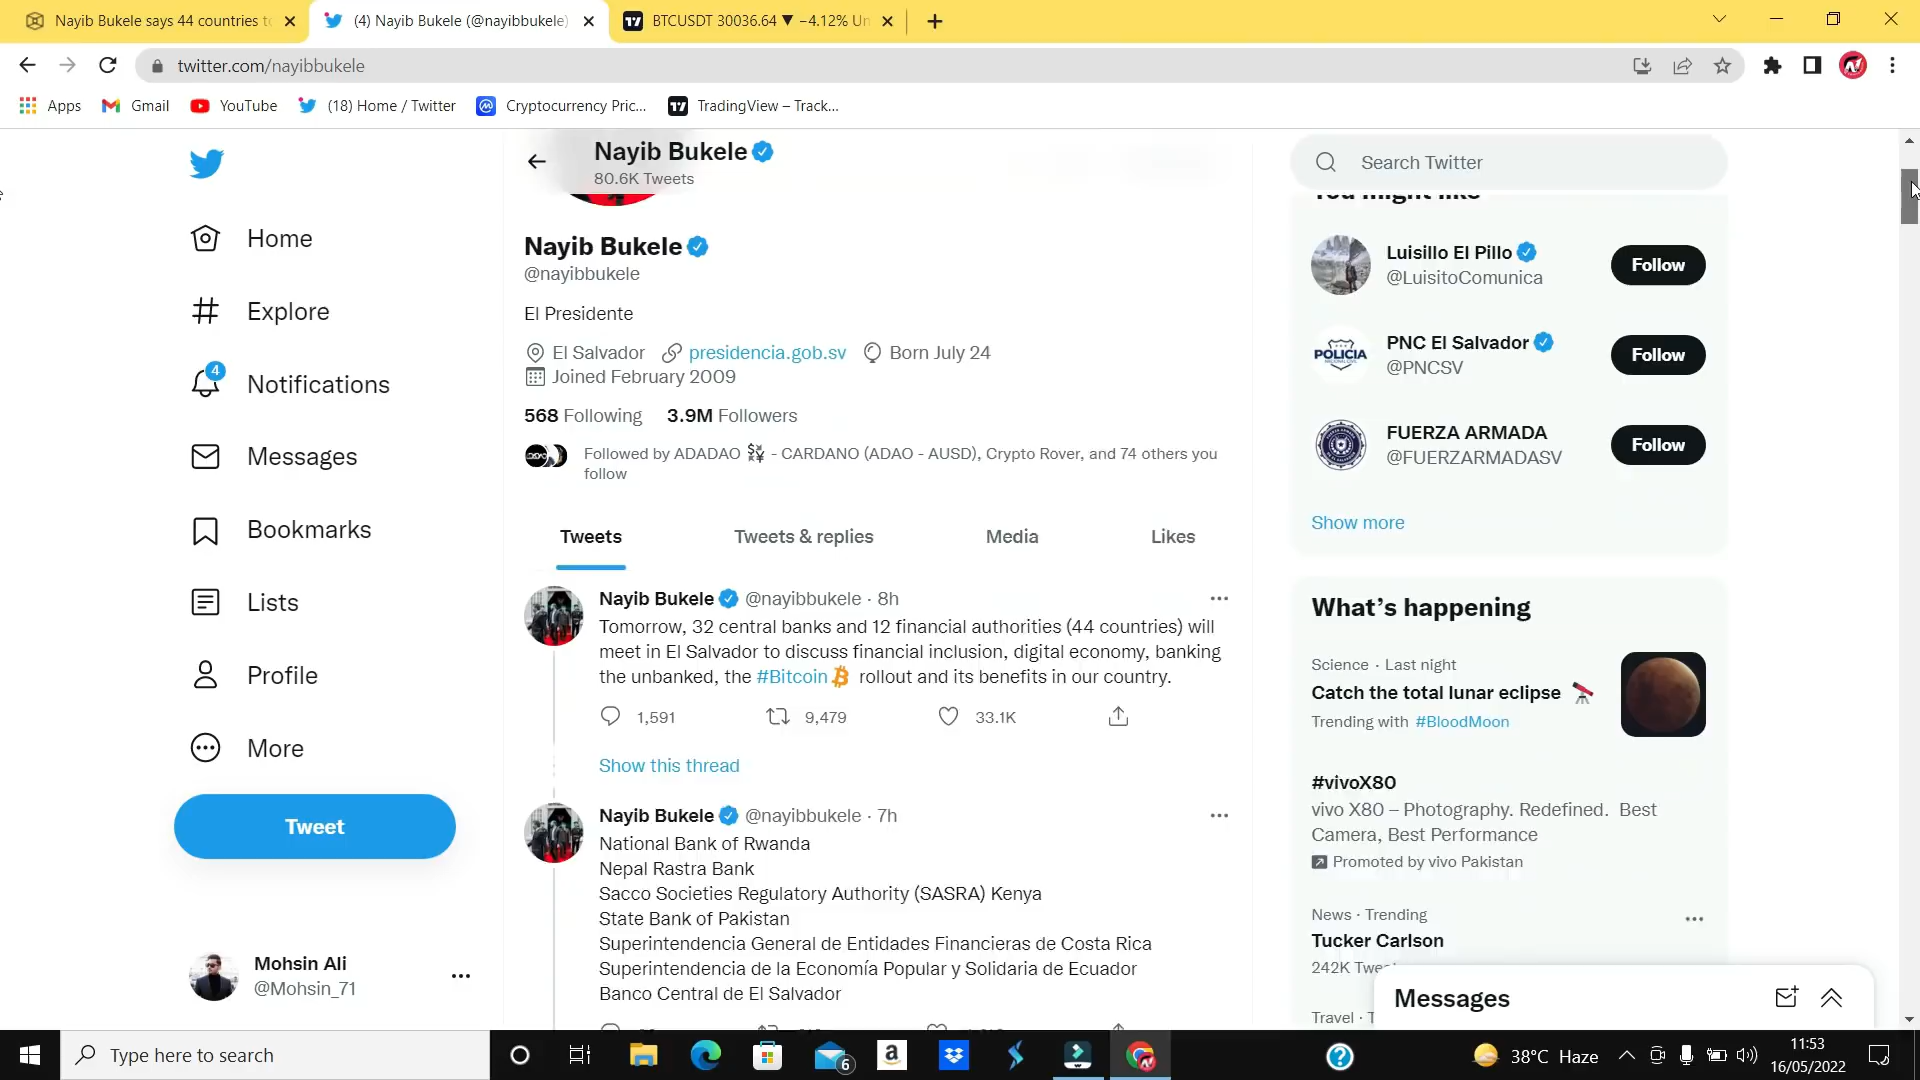 Nayib Bukele says 44 countries to
(4) Nayib Bukele (@nayibbukele)
BTCUSDT 30036.64 ▼ −4.12% Un
twitter.com/nayibbukele
Apps
Gmail
YouTube
(18) Home / Twitter
Cryptocurrency Pric...
TradingView – Track...
Nayib Bukele
80.6K Tweets
Search Twitter
Home
Explore
4
Notifications
Messages
Bookmarks
Lists
Profile
More
Tweet
Mohsin Ali
@Mohsin_71
Nayib Bukele
@nayibbukele
El Presidente
El Salvador presidencia.gob.sv Born July 24
Joined February 2009
568 Following 3.9M Followers
Followed by ADADAO - CARDANO (ADAO - AUSD), Crypto Rover, and 74 others you
follow
Tweets Tweets & replies Media Likes
Nayib Bukele @nayibbukele · 8h
Tomorrow, 32 central banks and 12 financial authorities (44 countries) will
meet in El Salvador to discuss financial inclusion, digital economy, banking
the unbanked, the #Bitcoin rollout and its benefits in our country.
1,591 9,479 33.1K
Show this thread
Nayib Bukele @nayibbukele · 7h
National Bank of Rwanda
Nepal Rastra Bank
Sacco Societies Regulatory Authority (SASRA) Kenya
State Bank of Pakistan
Superintendencia General de Entidades Financieras de Costa Rica
Superintendencia de la Economía Popular y Solidaria de Ecuador
Banco Central de El Salvador
You might like
Luisillo El Pillo
@LuisitoComunica
Follow
POLICIA
PNC El Salvador
@PNCSV
Follow
FUERZA ARMADA
@FUERZARMADASV
Follow
Show more
What's happening
Science · Last night
Catch the total lunar eclipse
Trending with #BloodMoon
#vivoX80
vivo X80 – Photography. Redefined. Best
Camera, Best Performance
Promoted by vivo Pakistan
News · Trending
Tucker Carlson
242K
Travel ·
Messages
Type here to search
6
38°C Haze
11:53
16/05/2022